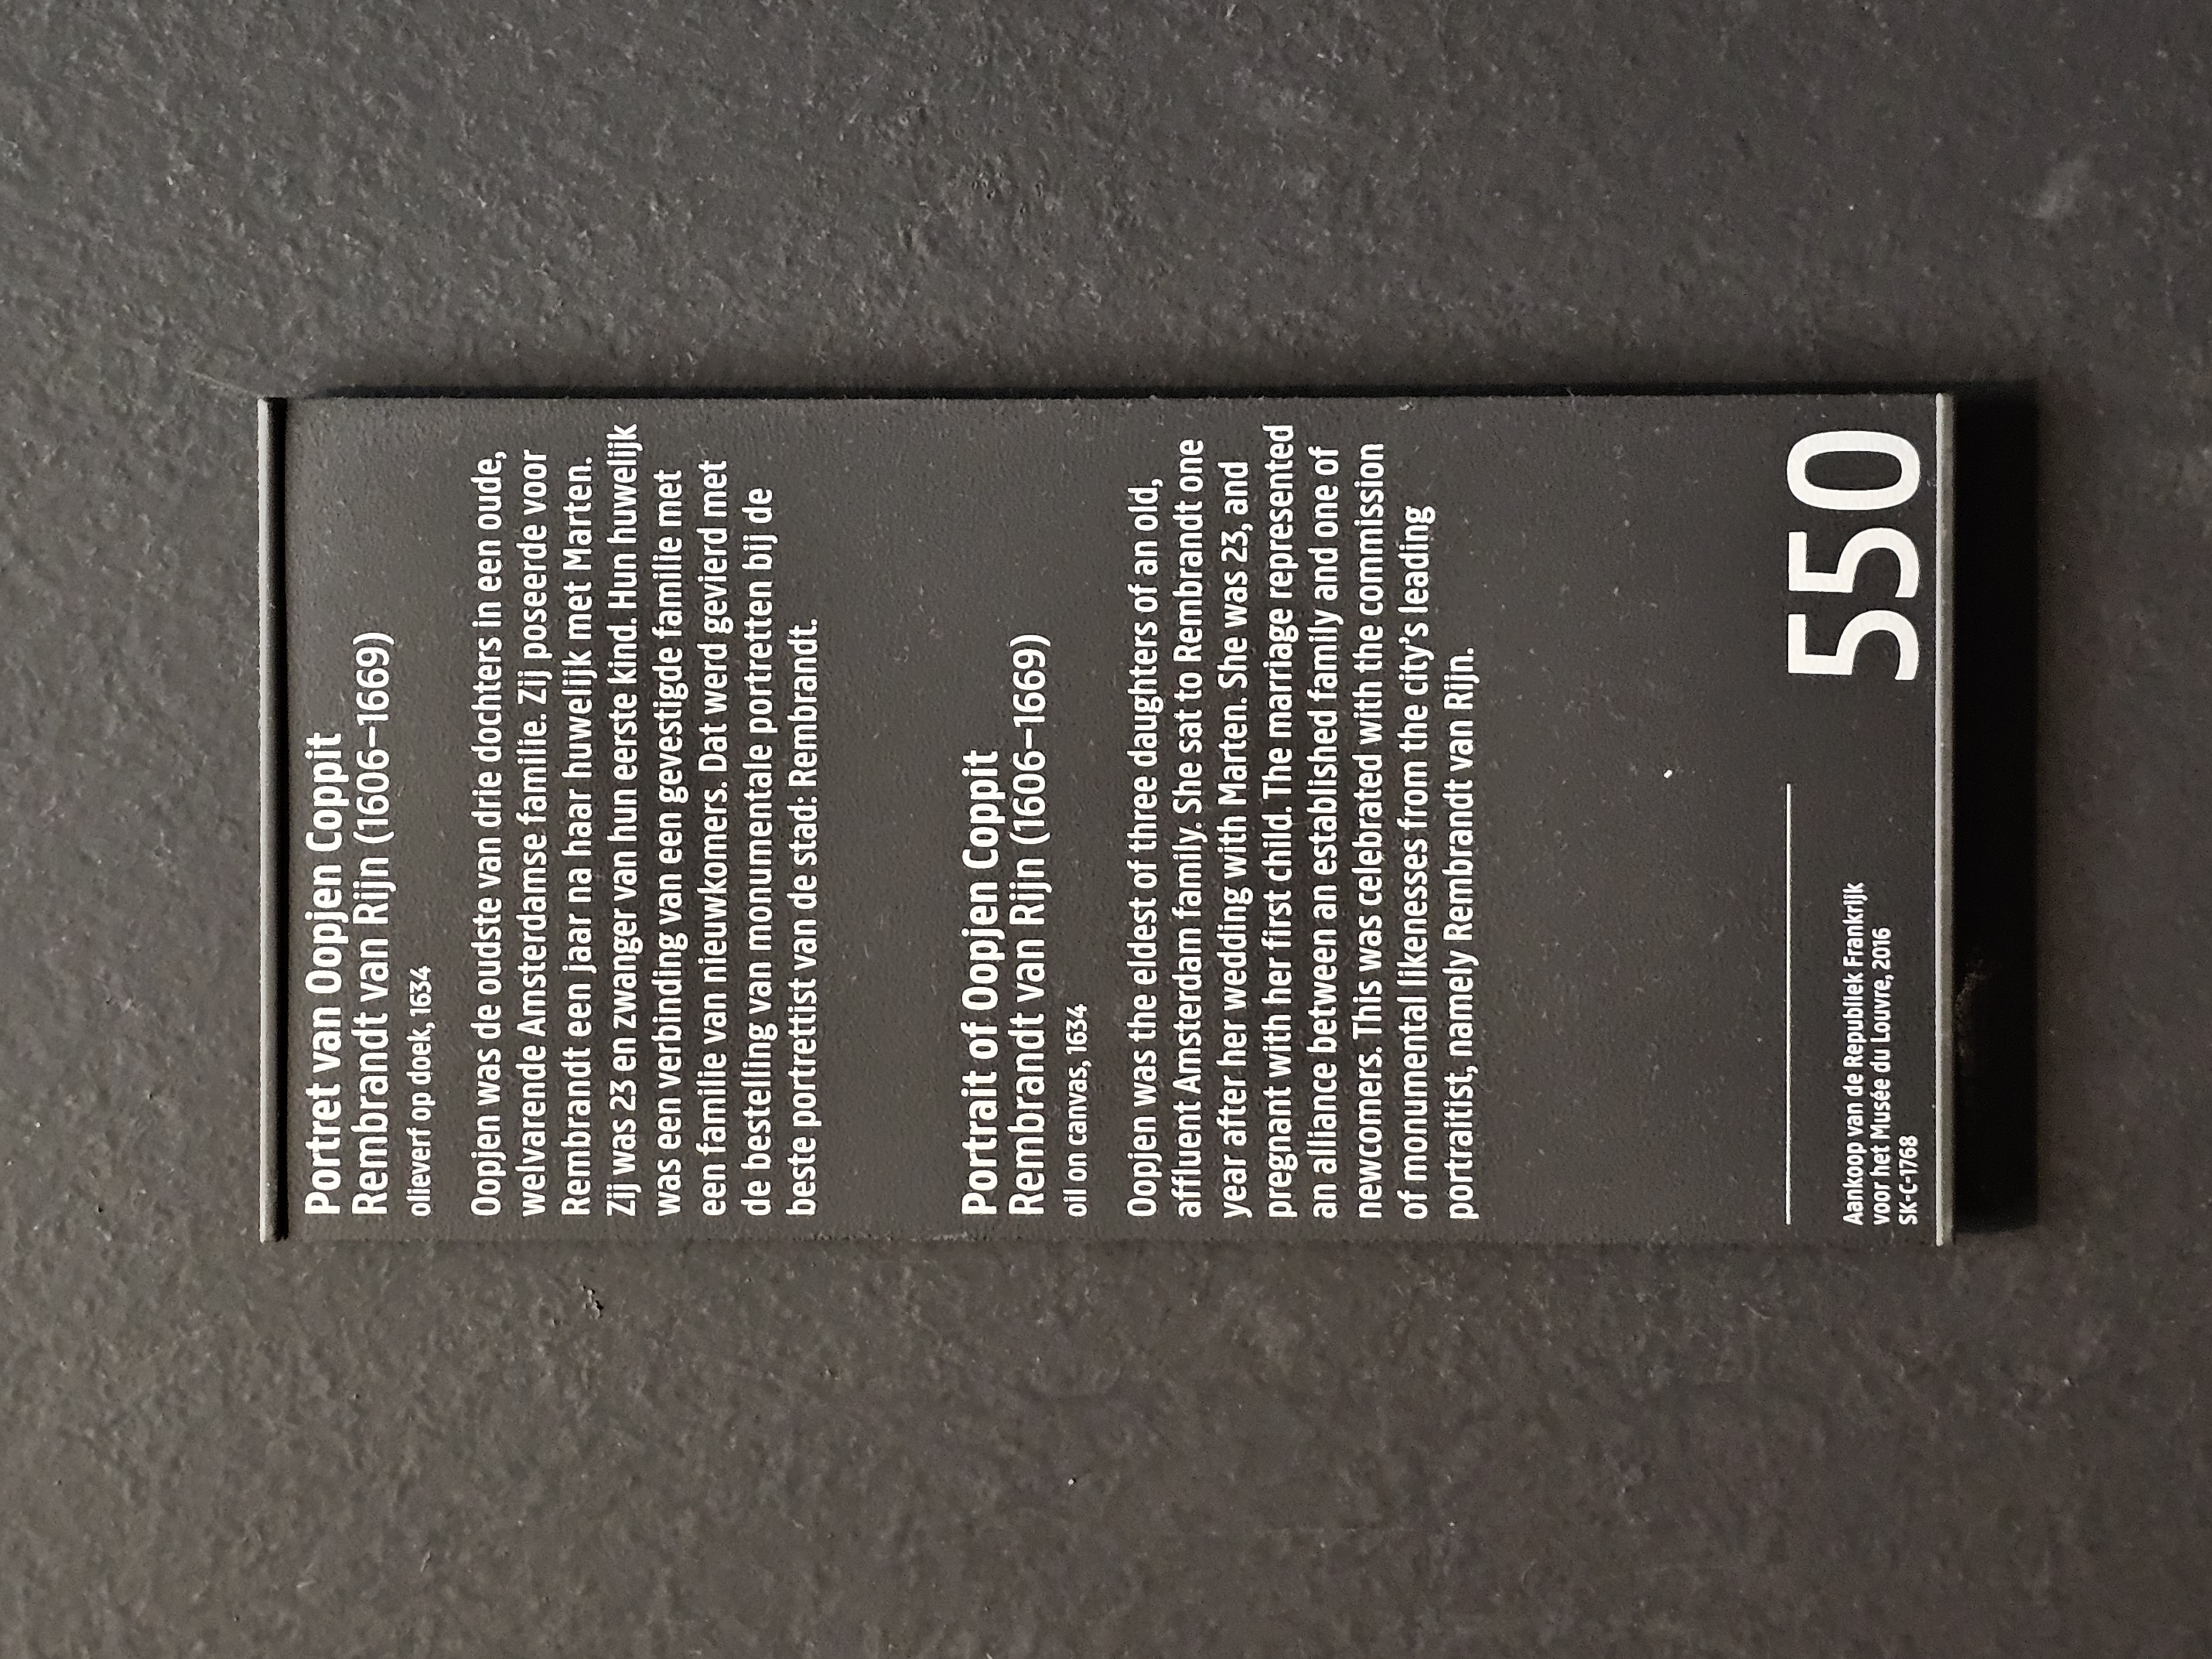 Portret van Oopjen Coppit
Rembrandt van Rijn (1606–1669)
olieverf op doek, 1634
Oopjen was de oudste van drie dochters in een oude,
welvarende Amsterdamse familie. Zij poseerde voor
Rembrandt een jaar na haar huwelijk met Marten.
Zij was 23 en zwanger van hun eerste kind. Hun huwelijk
was een verbinding van een gevestigde familie met
een familie van nieuwkomers. Dat werd gevierd met
de bestelling van monumentale portretten bij de
beste portrettist van de stad: Rembrandt.
Portrait of Oopjen Coppit
Rembrandt van Rijn (1606–1669)
oil on canvas, 1634
Oopjen was the eldest of three daughters of an old,
affluent Amsterdam family. She sat to Rembrandt one
year after her wedding with Marten. She was 23, and
pregnant with her first child. The marriage represented
an alliance between an established family and one of
newcomers. This was celebrated with the commission
of monumental likenesses from the city's leading
portraitist, namely Rembrandt van Rijn.
Aankoop van de Republiek Frankrijk
voor het Musée du Louvre, 2016
SK-C-1768
550